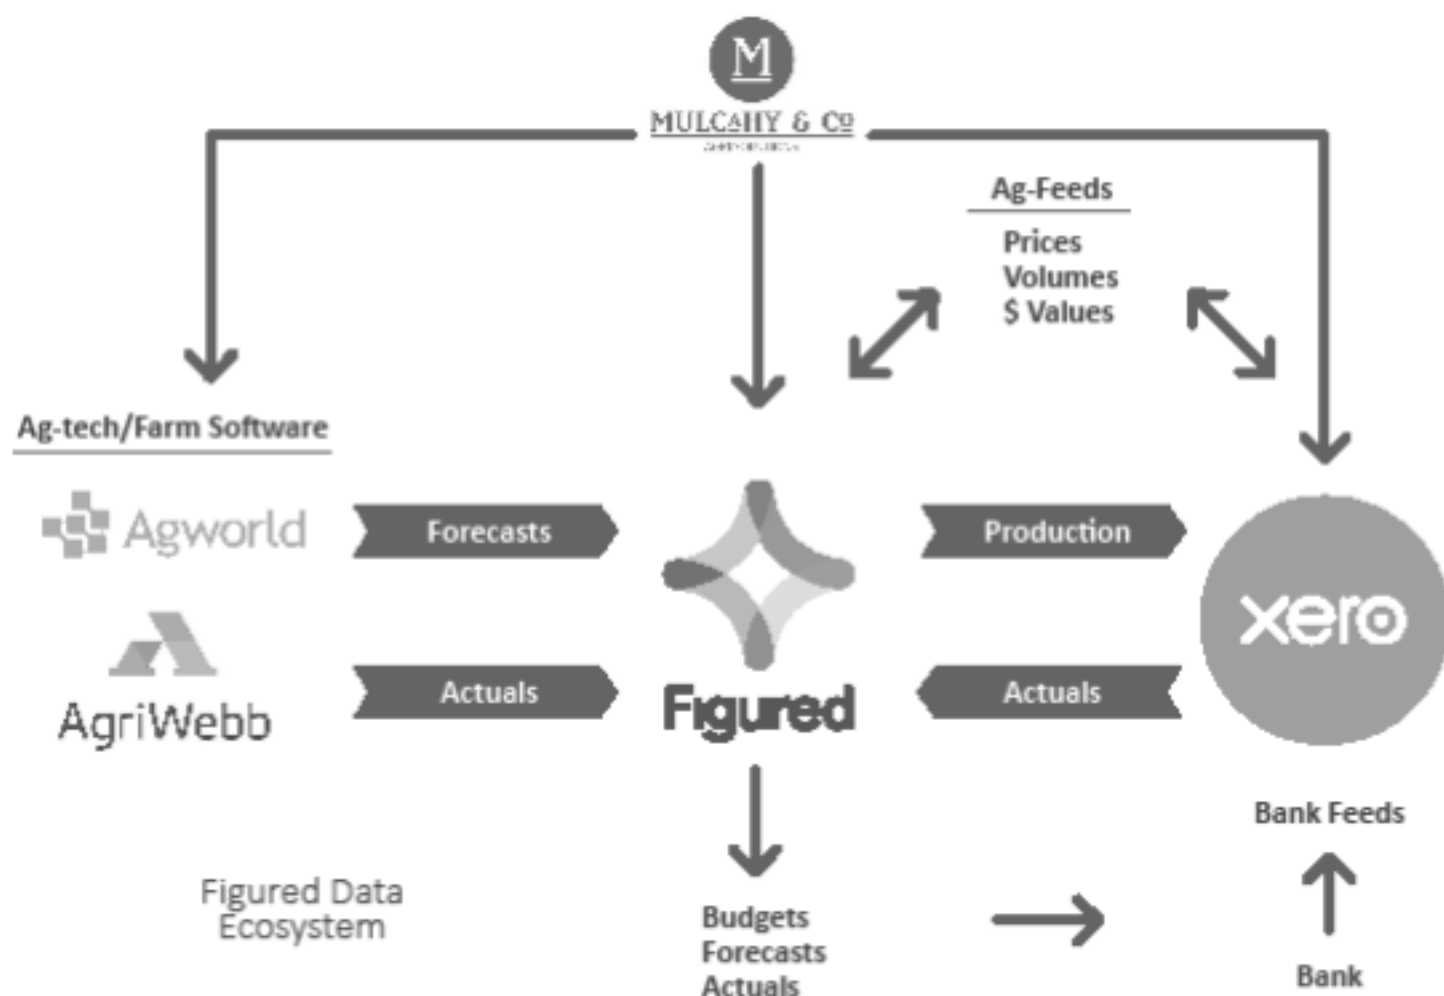 M
MULCAHY & CO
Ag-Feeds
Prices
Volumes
$ Values
Ag-tech/Farm Software
Agworld
Forecasts
Production
xero
AgriWebb
Actuals
Figured
Actuals
Bank Feeds
Figured Data
Ecosystem
Budgets
Forecasts
Actuals
Bank